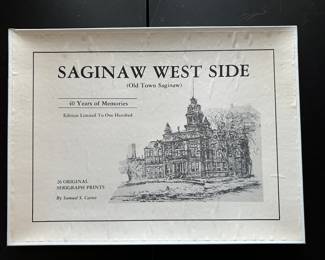 SAGINAW WEST SIDE
(Old Town Saginaw)
40 Years of Memories
Edition Limited To One Hundred
26 ORIGINAL
SERIGRAPH PRINTS
By Samuel S. Carter